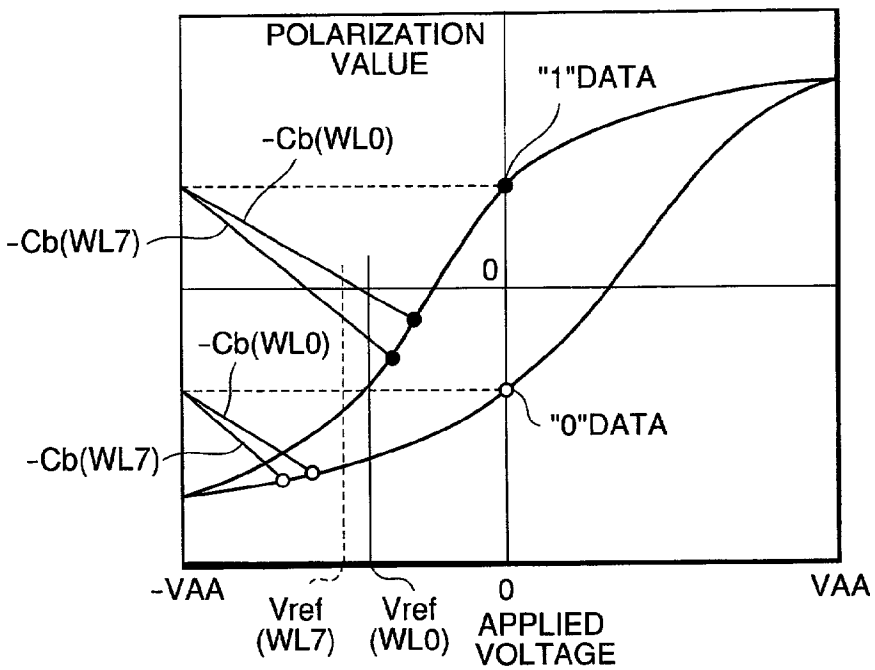 POLARIZATION
VALUE
"1"DATA
-Cb(WL0)
-Cb(WL7)
0
-Cb(WL0)
"0"DATA
-Cb(WL7)
-VAA
0
VAA
Vref
(WL7)
Vref
(WL0)
APPLIED
VOLTAGE